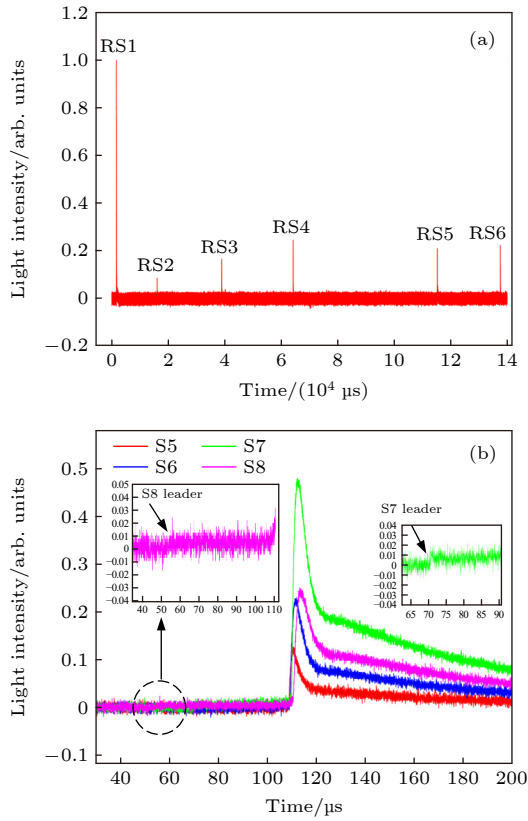 1.2
(a)
RS1
1.0
0.8
0.6
0.4
RS4
RS5 RS6
RS3
0.2
RS2
0
−0.2
0 2 4 6 8 10 12 14
Light intensity/arb. units
Time/(10⁴ µs)
S5 S7
(b)
S6 S8
0.5
0.4
0.3
0.2
0.1
0
−0.1
Light intensity/arb. units
S8 leader
0.05
0.04
0.03
0.02
0.01
0
−0.01
−0.02
−0.03
−0.04
40 50 60 70 80 90 100 110
S7 leader
0.04
0.03
0.02
0.01
0
−0.01
−0.02
−0.03
−0.04
65 70 75 80 85 90
40 60 80 100 120 140 160 180 200
Time/µs